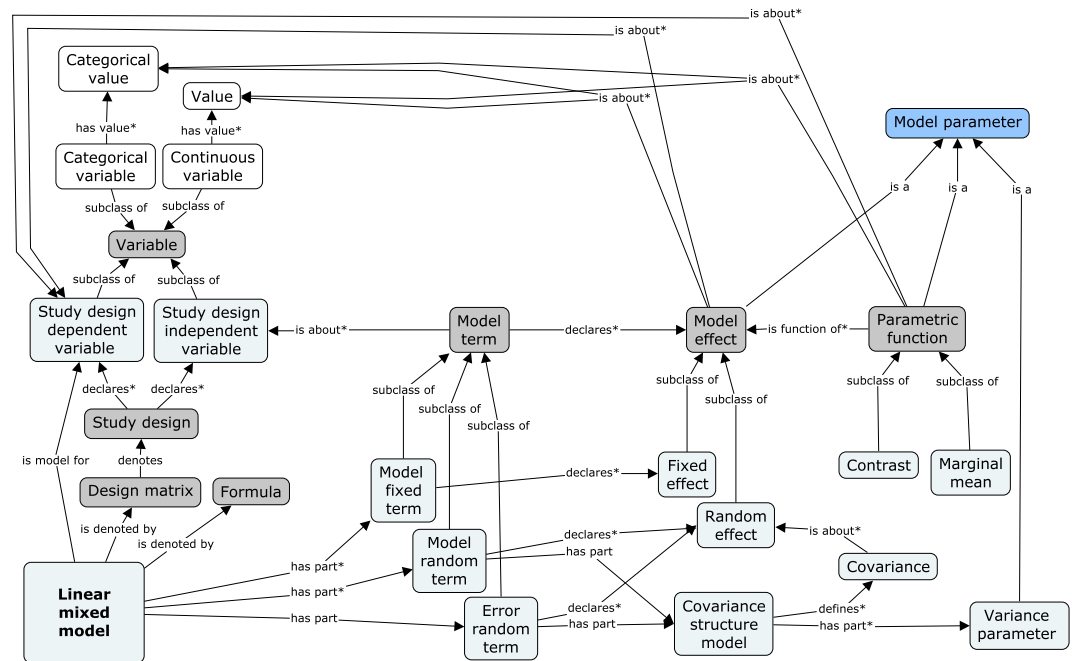 is about*
is about*
Categorical
value
is about*
Value
is about*
Model parameter
has value*
has value*
Categorical
variable
Continuous
variable
is a
is a
is a
subclass of
subclass of
Variable
subclass of
subclass of
Study design
dependent
variable
Study design
independent
variable
is about*
Model
term
declares*
Model
effect
is function of*
Parametric
function
declares*
declares*
subclass of
subclass of
subclass of
subclass of
subclass of
subclass of
subclass of
Study design
is model for
denotes
Model
fixed
term
declares*
Fixed
effect
Contrast
Marginal
mean
Design matrix
Formula
is denoted by
is denoted by
Random
effect
is about*
declares*
has part
Model
random
term
Covariance
has part*
has part*
has part
Linear
mixed
model
Error
random
term
declares*
has part
Covariance
structure
model
defines*
has part*
Variance
parameter